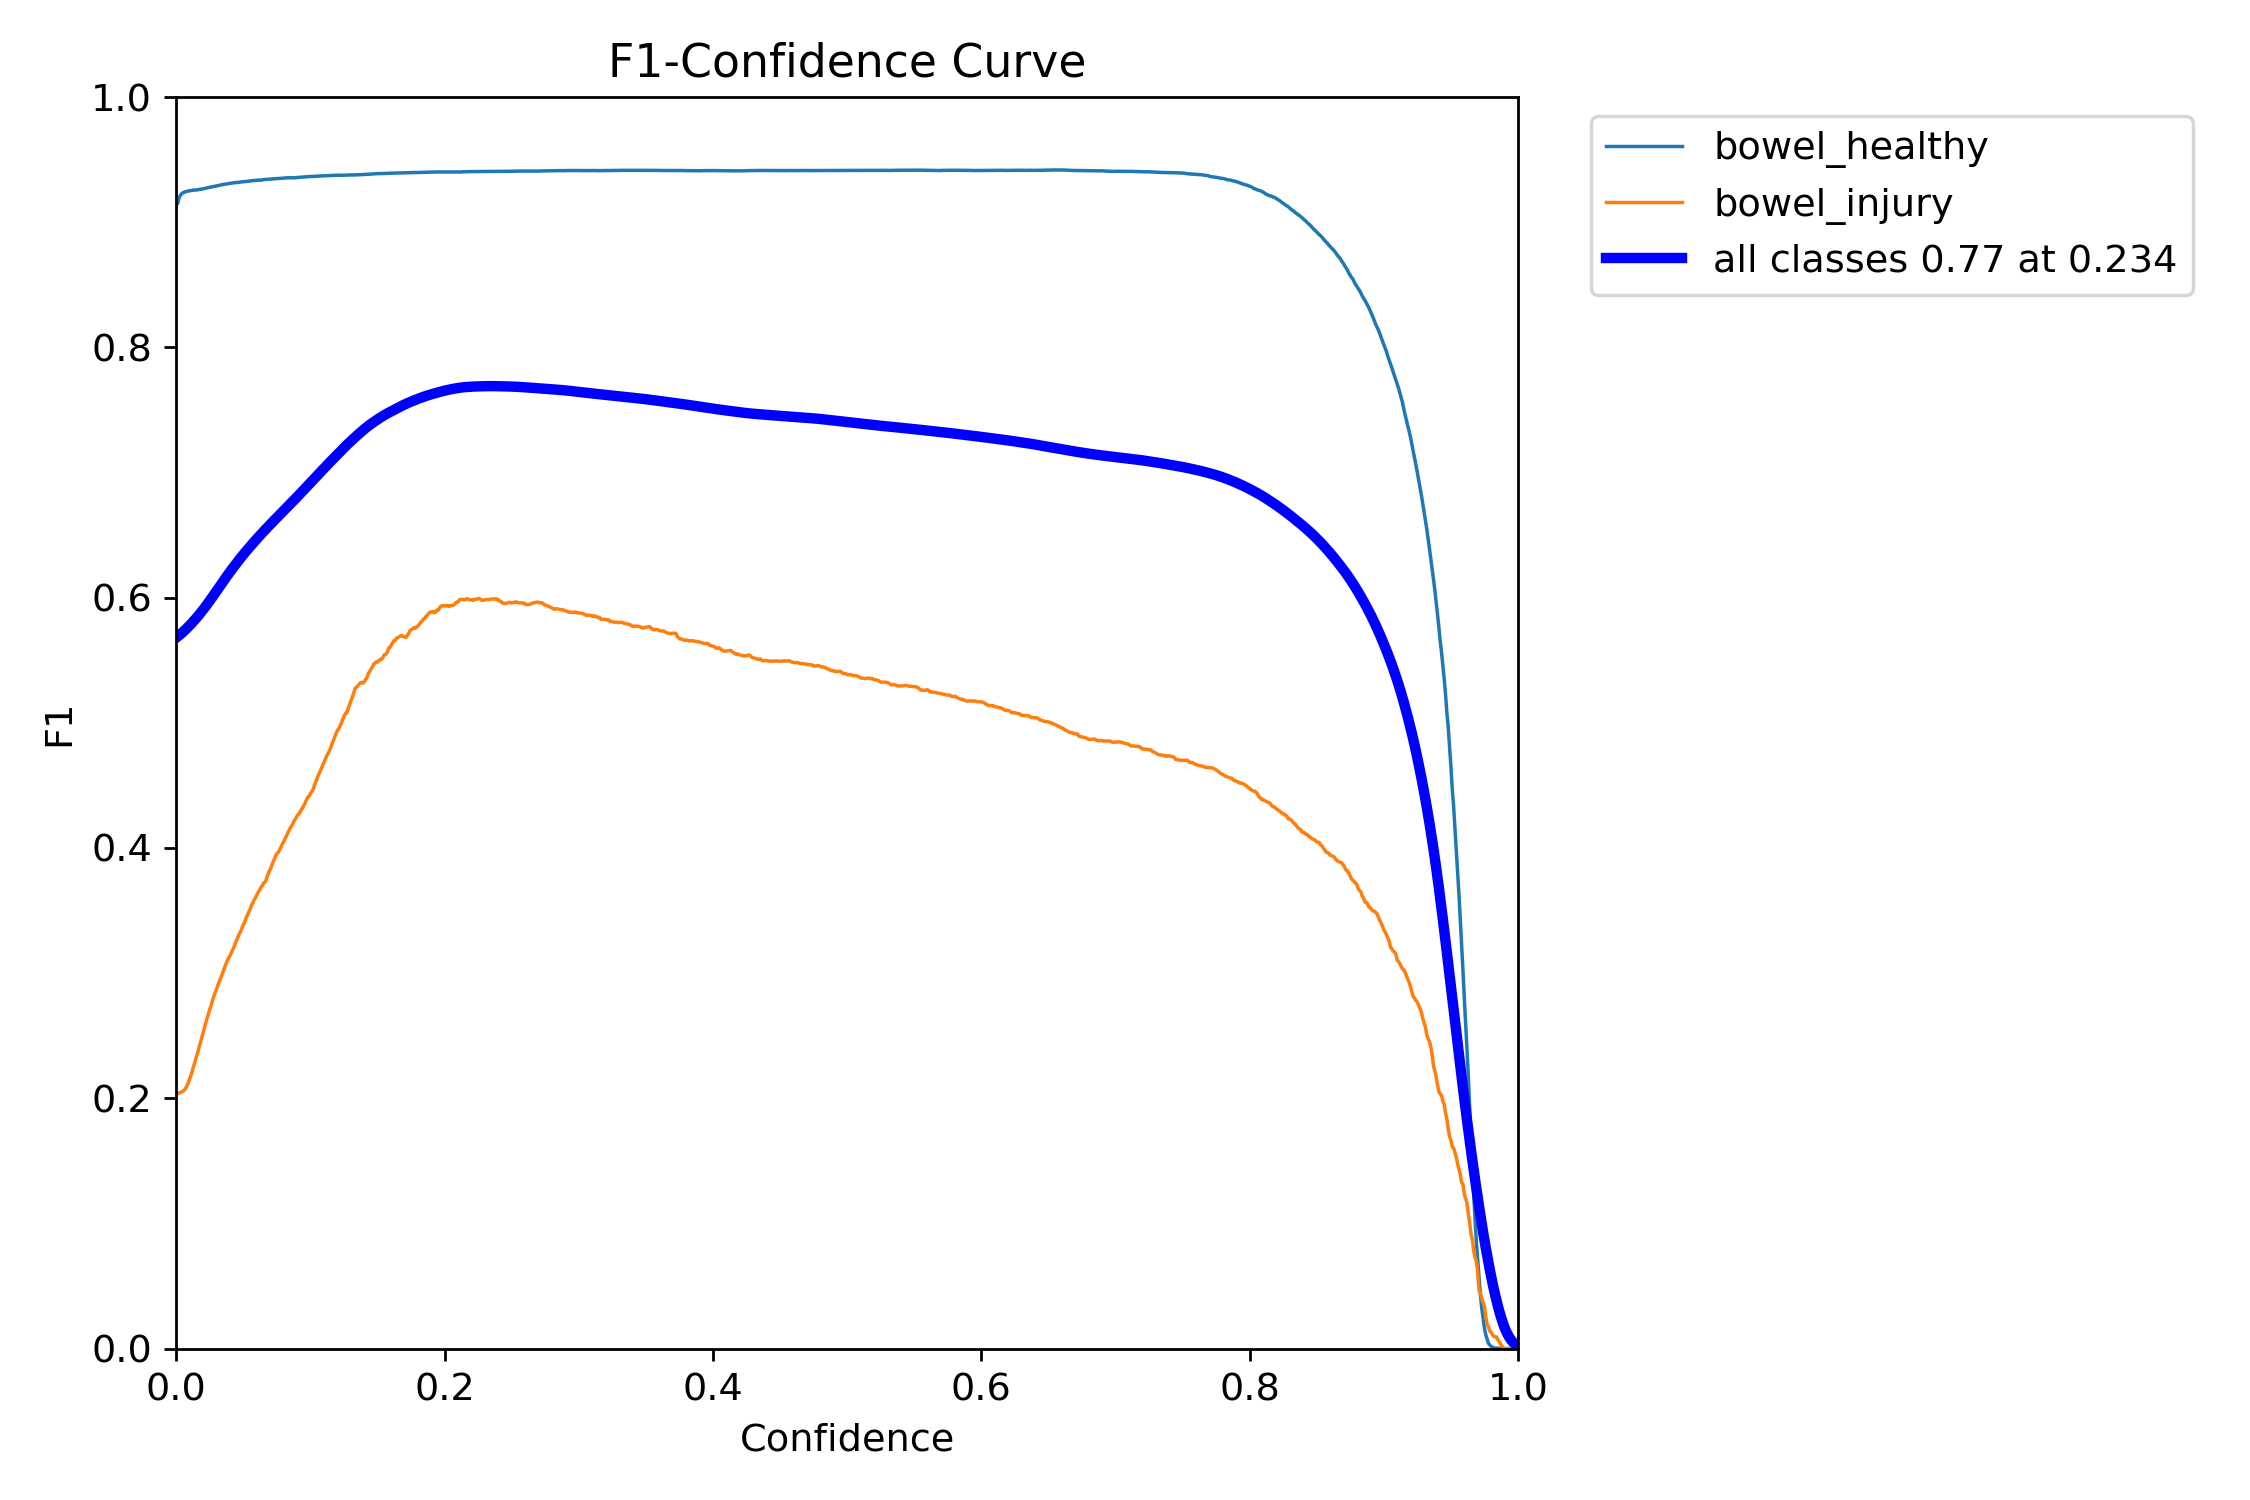 F1-Confidence Curve
1.0
0.8
0.6
0.4
0.2
0.0
F1
0.0 0.2 0.4 0.6 0.8 1.0
Confidence
bowel_healthy
bowel_injury
all classes 0.77 at 0.234